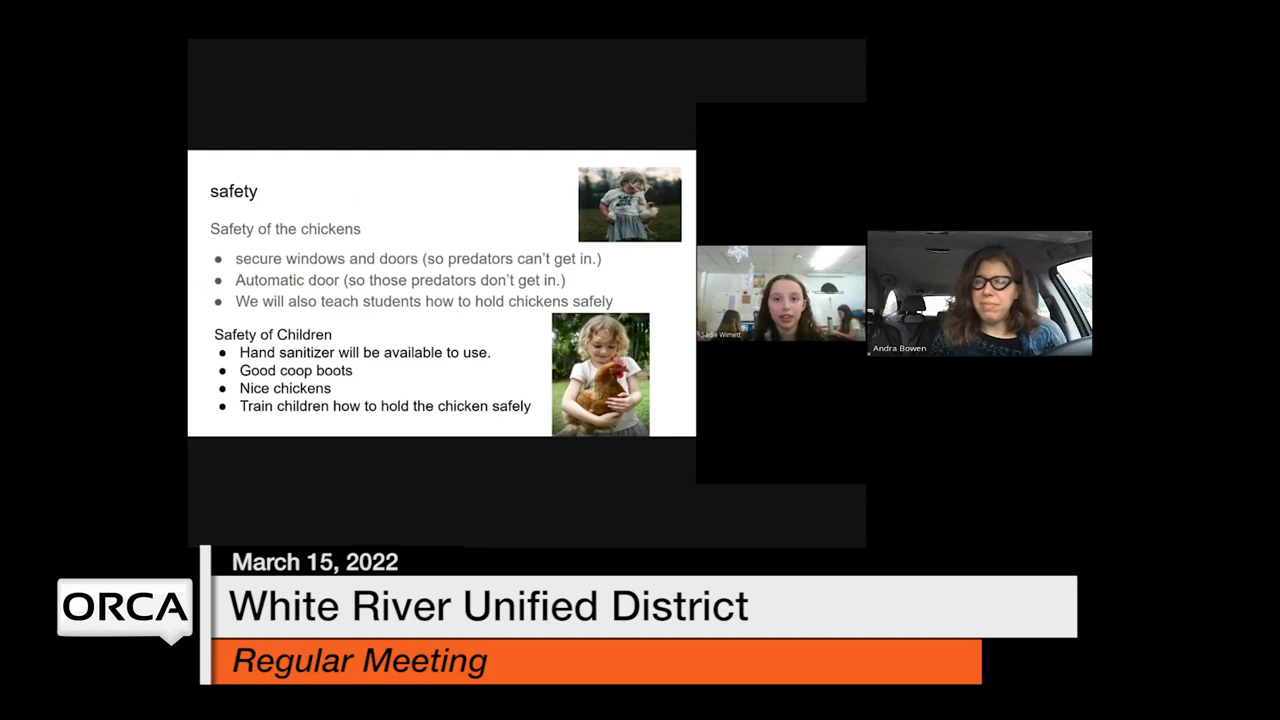 safety
Safety of the chickens
● secure windows and doors (so predators can't get in.)
● Automatic door (so those predators don't get in.)
● We will also teach students how to hold chickens safely
Safety of Children
● Hand sanitizer will be available to use.
● Good coop boots
● Nice chickens
● Train children how to hold the chicken safely
Sadie Wimett
Andra Bowen
March 15, 2022
ORCA
White River Unified District
Regular Meeting